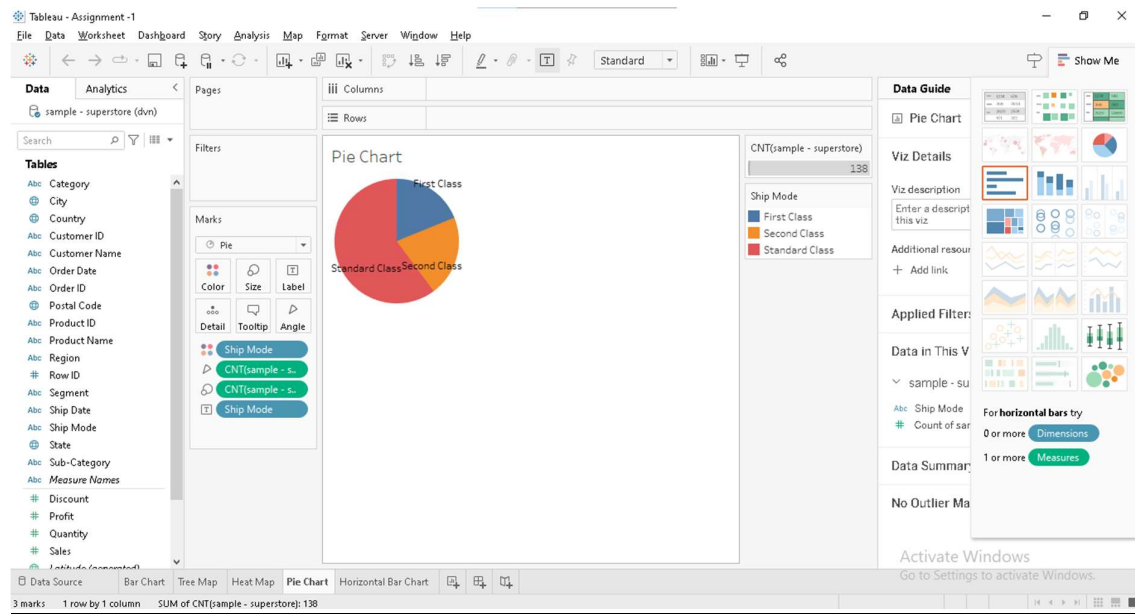 Tableau - Assignment -1
File Data Worksheet Dashboard Story Analysis Map Format Server Window Help
Standard
Show Me
Data Analytics
sample - superstore (dvn)
Search
Tables
Abc Category
City
Country
Abc Customer ID
Abc Customer Name
Abc Order Date
Abc Order ID
Postal Code
Abc Product ID
Abc Product Name
Abc Region
# Row ID
Abc Segment
Abc Ship Date
Abc Ship Mode
State
Abc Sub-Category
Abc Measure Names
# Discount
# Profit
# Quantity
# Sales
Latitude (generated)
Pages
Filters
Marks
Pie
Color Size Label
Detail Tooltip Angle
Ship Mode
CNT(sample - s..
CNT(sample - s..
Ship Mode
Columns
Rows
Pie Chart
First Class
Standard Class Second Class
CNT(sample - superstore)
138
Ship Mode
First Class
Second Class
Standard Class
Data Guide
Pie Chart
Viz Details
Viz description
Enter a descript
this viz
Additional resour
+ Add link
Applied Filter
Data in This V
sample - su
Abc Ship Mode
# Count of sar
Data Summar
No Outlier Ma
For horizontal bars try
0 or more Dimensions
1 or more Measures
Activate Windows
Go to Settings to activate Windows.
Data Source Bar Chart Tree Map Heat Map Pie Chart Horizontal Bar Chart
3 marks 1 row by 1 column SUM of CNT(sample - superstore): 138